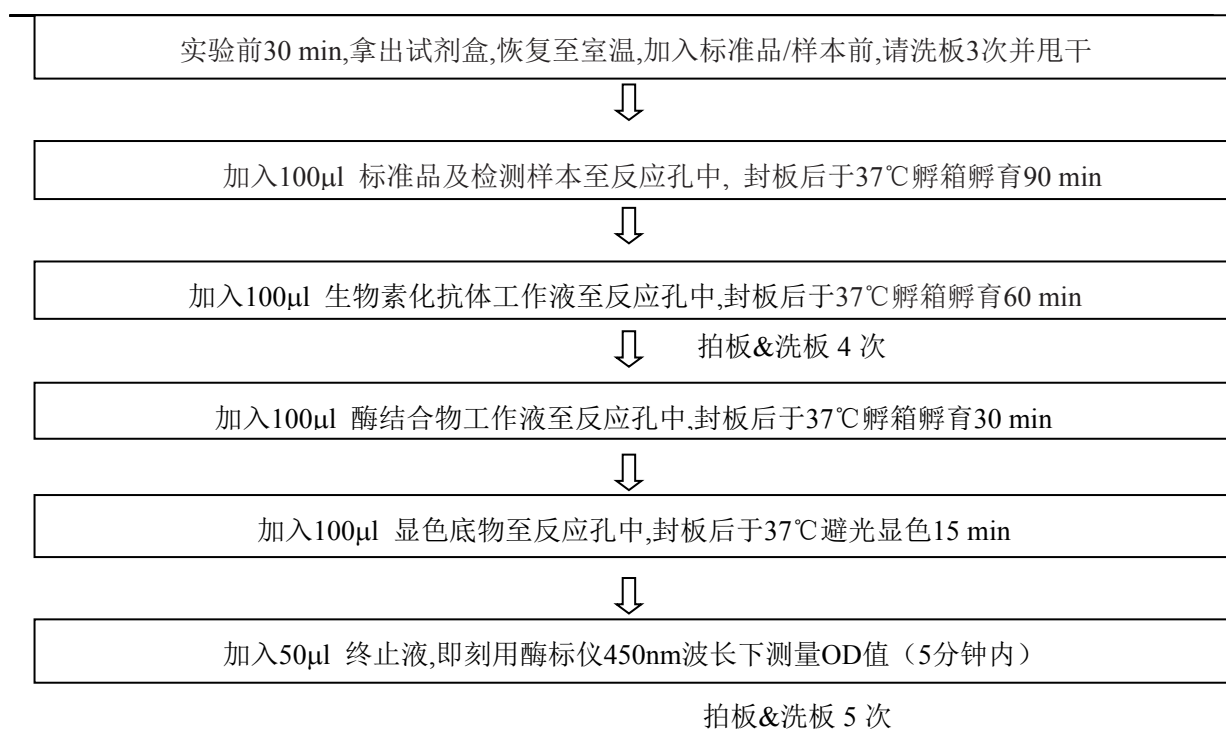 实验前30 min,拿出试剂盒,恢复至室温,加入标准品/样本前,请洗板3次并甩干
加入100μl 标准品及检测样本至反应孔中, 封板后于37℃孵箱孵育90 min
加入100μl 生物素化抗体工作液至反应孔中,封板后于37℃孵箱孵育60 min
拍板&洗板 4 次
加入100μl 酶结合物工作液至反应孔中,封板后于37℃孵箱孵育30 min
加入100μl 显色底物至反应孔中,封板后于37℃避光显色15 min
加入50μl 终止液,即刻用酶标仪450nm波长下测量OD值（5分钟内）
拍板&洗板 5 次